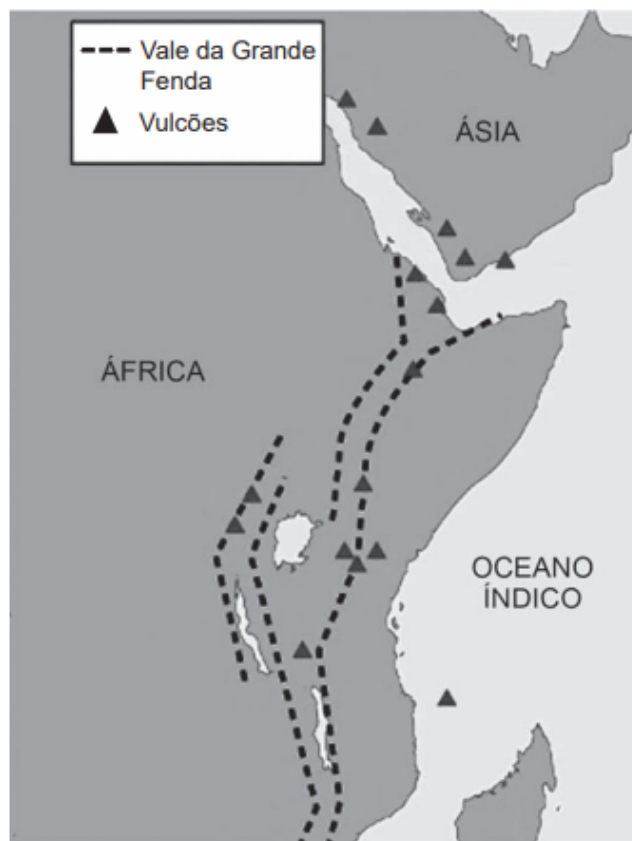 Vale da Grande
Fenda
Vulcões
ÁSIA
ÁFRICA
OCEANO
ÍNDICO